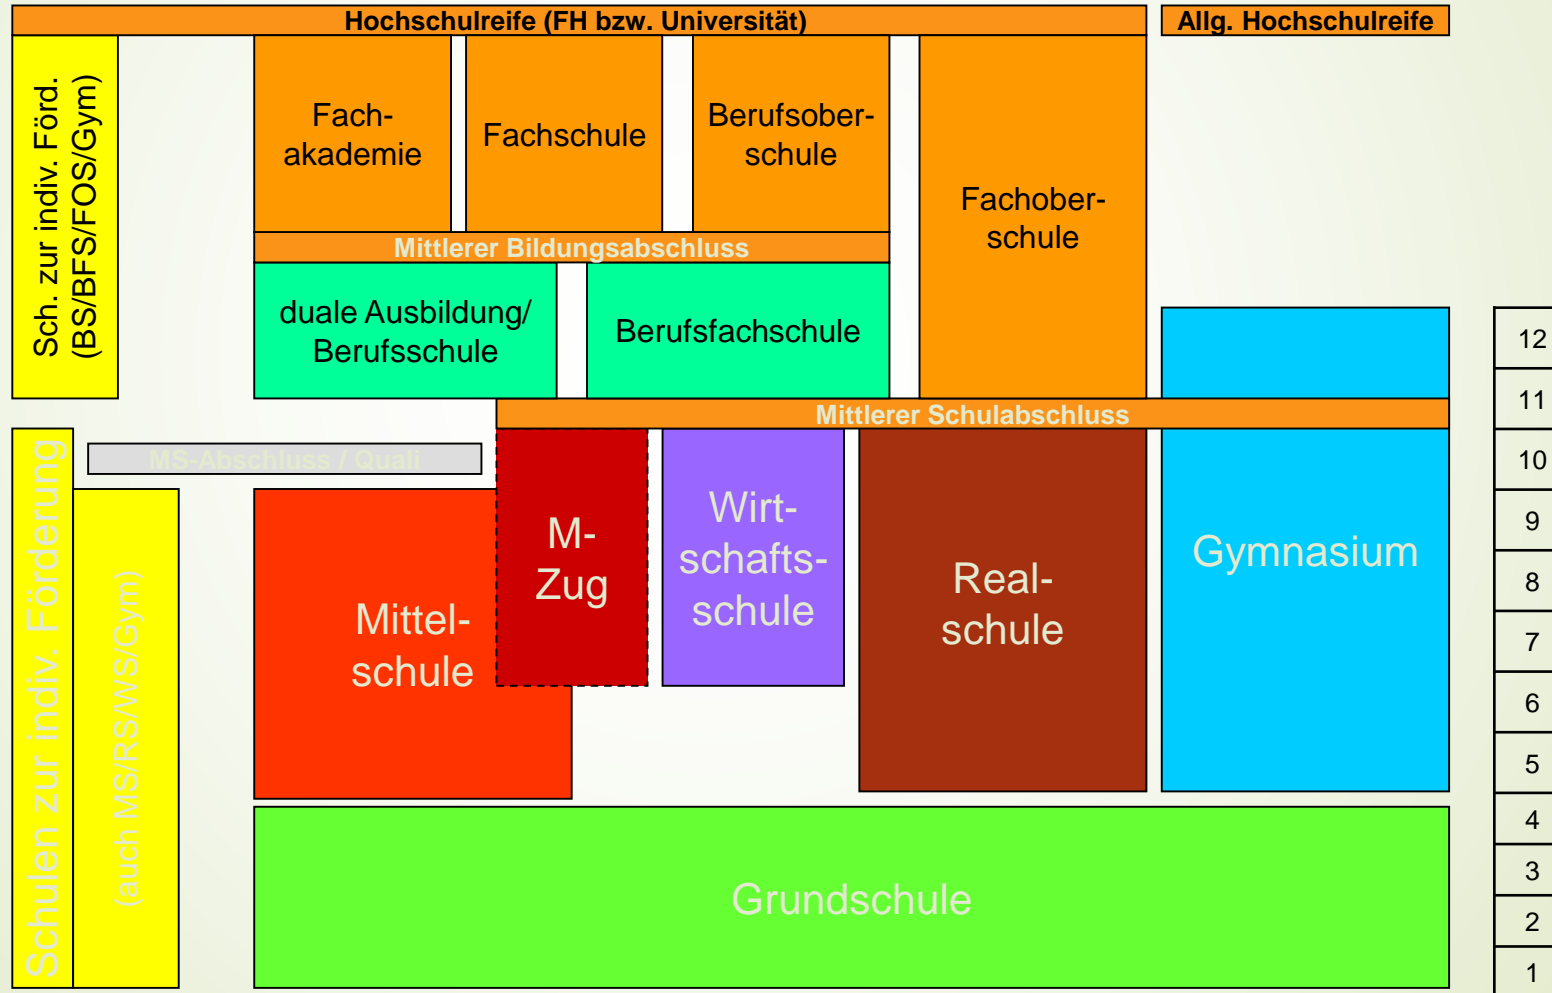 Hochschulreife (FH bzw. Universität)
Allg. Hochschulreife
Sch. zur indiv. Förd.
(BS/BFS/FOS/Gym)
Fach-
akademie
Fachschule
Berufsober-
schule
Fachober-
schule
Mittlerer Bildungsabschluss
duale Ausbildung/
Berufsschule
Berufsfachschule
Mittlerer Schulabschluss
MS-Abschluss / Quali
Schulen zur indiv. Förderung
(auch MS/RS/WS/Gym)
Mittel-
schule
M-
Zug
Wirt-
schafts-
schule
Real-
schule
Gymnasium
Grundschule
12
11
10
9
8
7
6
5
4
3
2
1